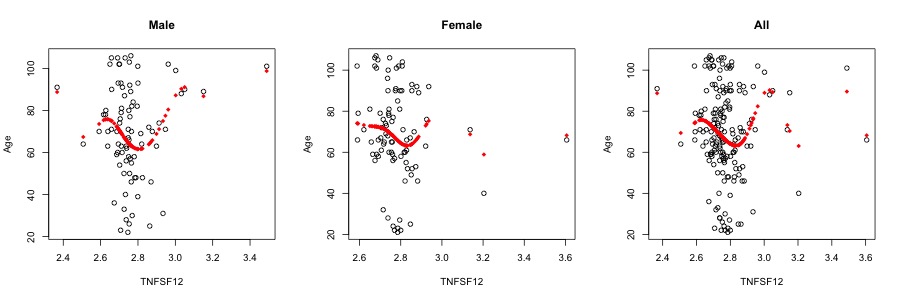 Male
Age
20 40 60 80 100
2.4 2.6 2.8 3.0 3.2 3.4
TNFSF12
Female
Age
20 40 60 80 100
2.6 2.8 3.0 3.2 3.4 3.6
TNFSF12
All
Age
20 40 60 80 100
2.4 2.6 2.8 3.0 3.2 3.4 3.6
TNFSF12